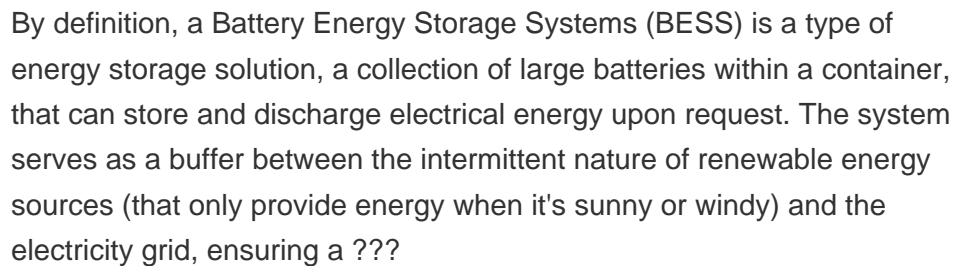 By definition, a Battery Energy Storage Systems (BESS) is a type of
energy storage solution, a collection of large batteries within a container,
that can store and discharge electrical energy upon request. The system
serves as a buffer between the intermittent nature of renewable energy
sources (that only provide energy when it's sunny or windy) and the
electricity grid, ensuring a ???